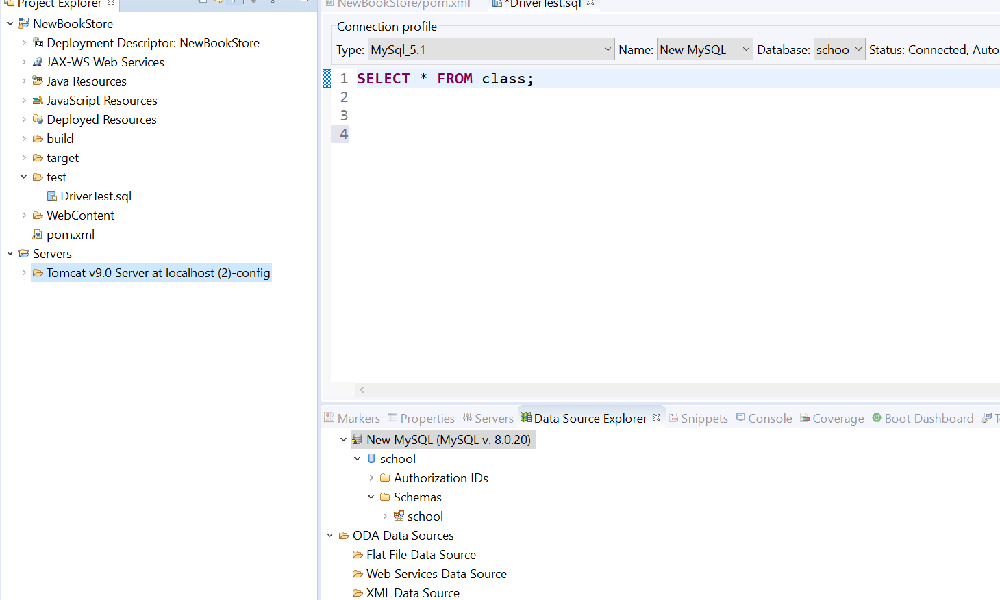 Project Explorer
NewBookStore
Deployment Descriptor: NewBookStore
JAX-WS Web Services
Java Resources
JavaScript Resources
Deployed Resources
build
target
test
DriverTest.sql
WebContent
pom.xml
Servers
Tomcat v9.0 Server at localhost (2)-config
NewBookStore/pom.xml
*DriverTest.sql
Connection profile
Type: MySql_5.1 Name: New MySQL Database: schoo Status: Connected, Auto
1 SELECT * FROM class;
2
3
4
Markers Properties Servers Data Source Explorer Snippets Console Coverage Boot Dashboard
New MySQL (MySQL v. 8.0.20)
school
Authorization IDs
Schemas
school
ODA Data Sources
Flat File Data Source
Web Services Data Source
XML Data Source